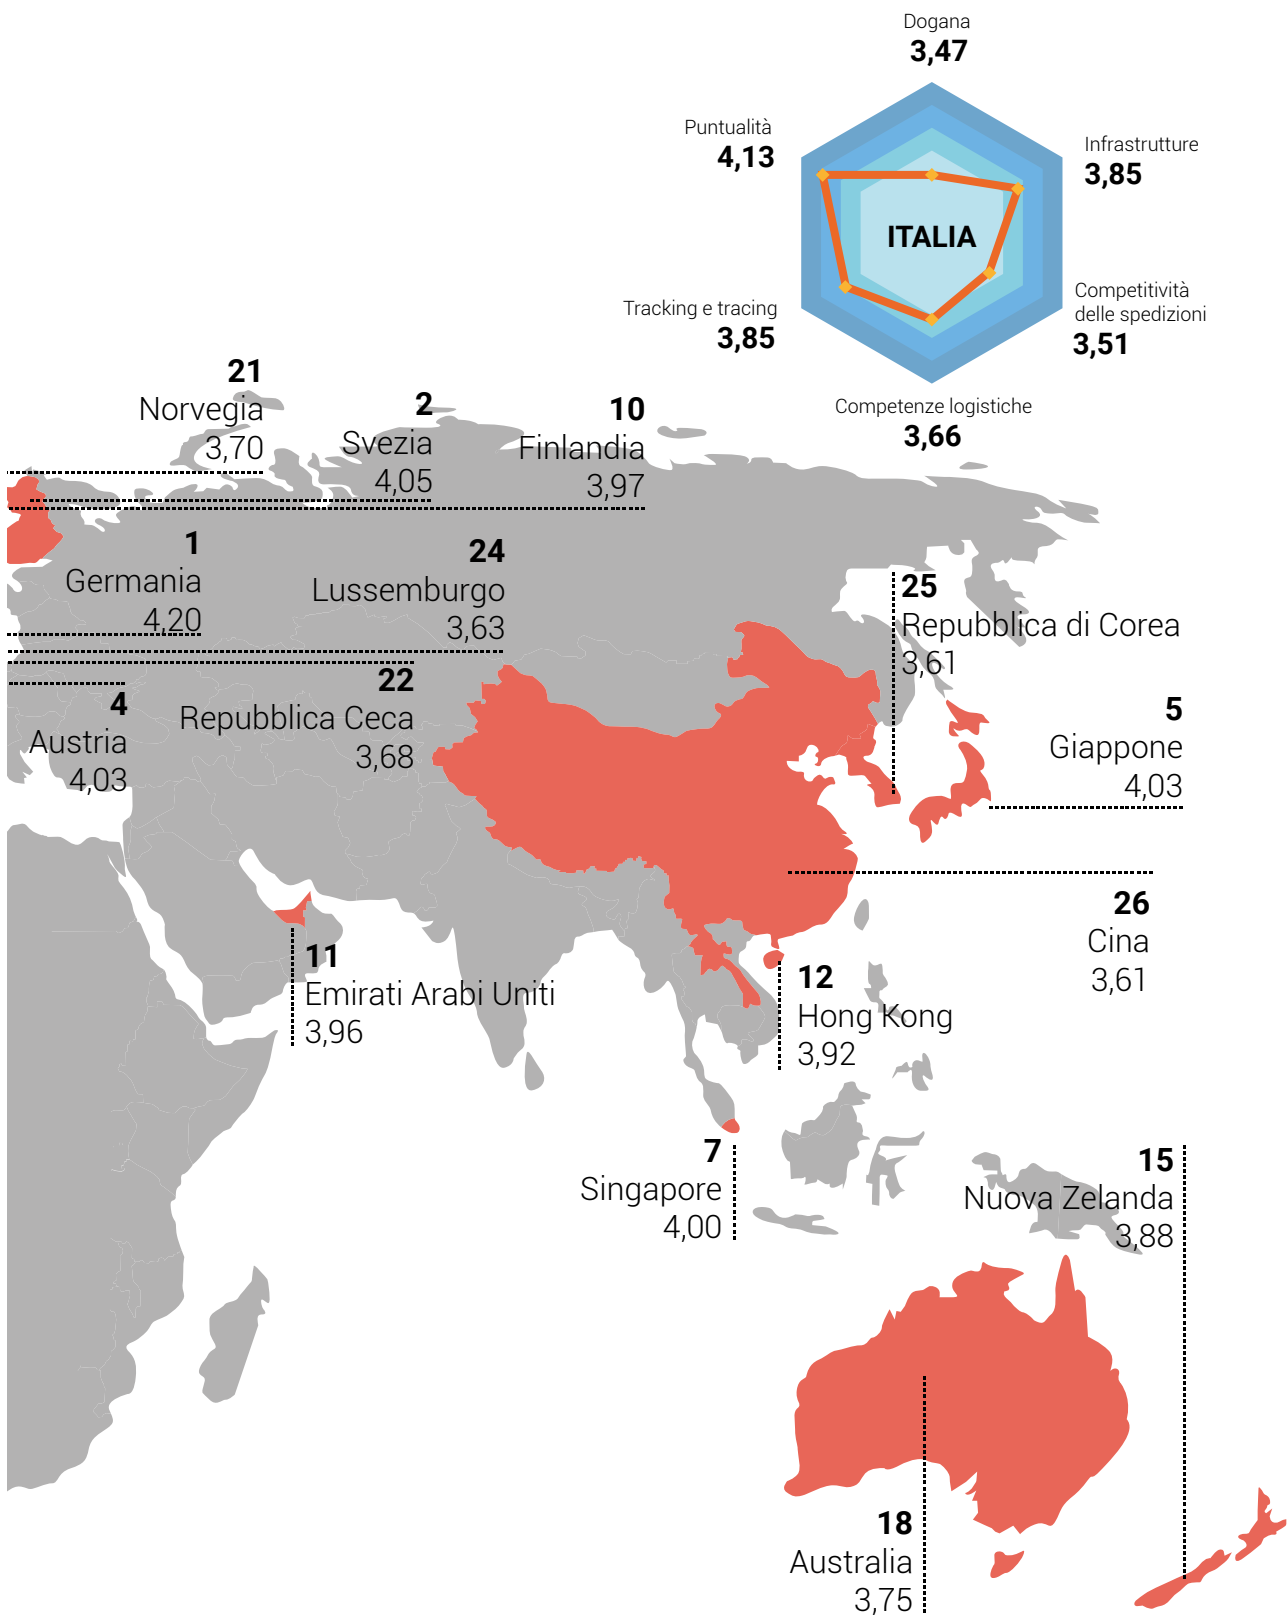 Dogana
3,47
Puntualità
4,13
Infrastrutture
3,85
ITALIA
Competitività
delle spedizioni
3,51
Tracking e tracing
3,85
Competenze logistiche
3,66
21
Norvegia
3,70
2
Svezia
4,05
10
Finlandia
3,97
1
Germania
4,20
24
Lussemburgo
3,63
25
Repubblica di Corea
3,61
22
Repubblica Ceca
3,68
4
Austria
4,03
5
Giappone
4,03
26
Cina
3,61
11
Emirati Arabi Uniti
3,96
12
Hong Kong
3,92
7
Singapore
4,00
15
Nuova Zelanda
3,88
18
Australia
3,75